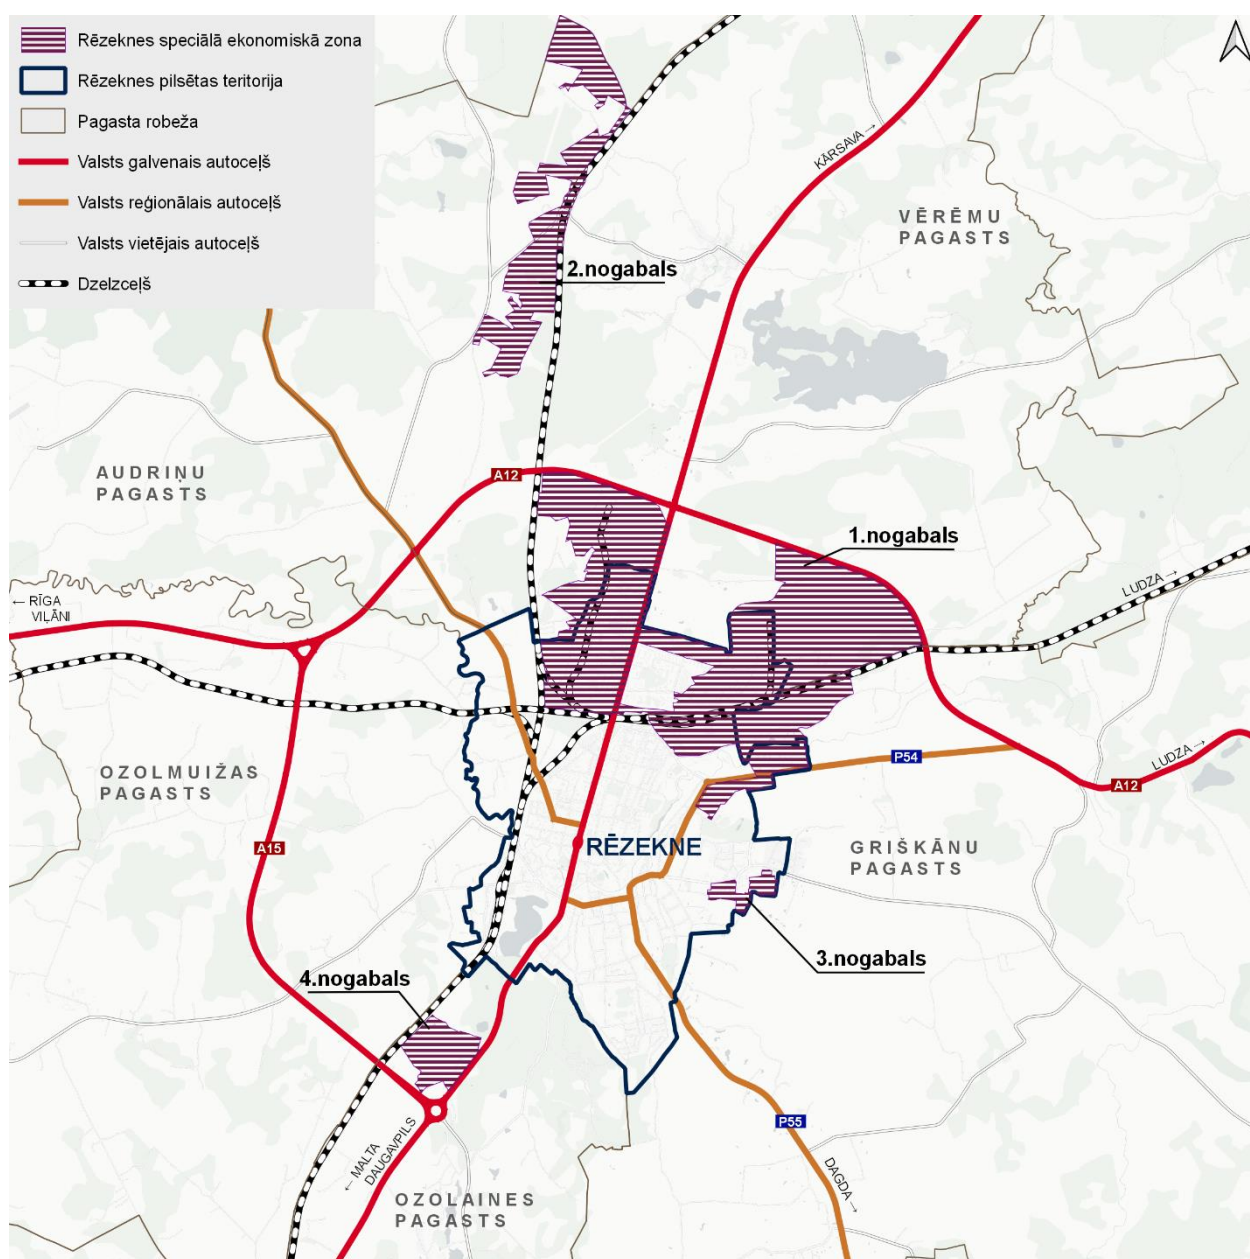 Rēzeknes speciālā ekonomiskā zona
Rēzeknes pilsētas teritorija
Pagasta robeža
Valsts galvenais autoceļš
Valsts reģionālais autoceļš
Valsts vietējais autoceļš
Dzelzceļš
KĀRSAVA →
VĒRĒMU
PAGASTS
2.nogabals
AUDRIŅU
PAGASTS
A12
1.nogabals
LUDZA →
← RĪGA
VIĻĀNI
OZOLMUIŽAS
PAGASTS
P54
LUDZA →
A12
A15
RĒZEKNE
GRIŠKĀNU
PAGASTS
3.nogabals
4.nogabals
P55
← MALTA
DAUGAVPILS
DAGDA →
OZOLAINES
PAGASTS